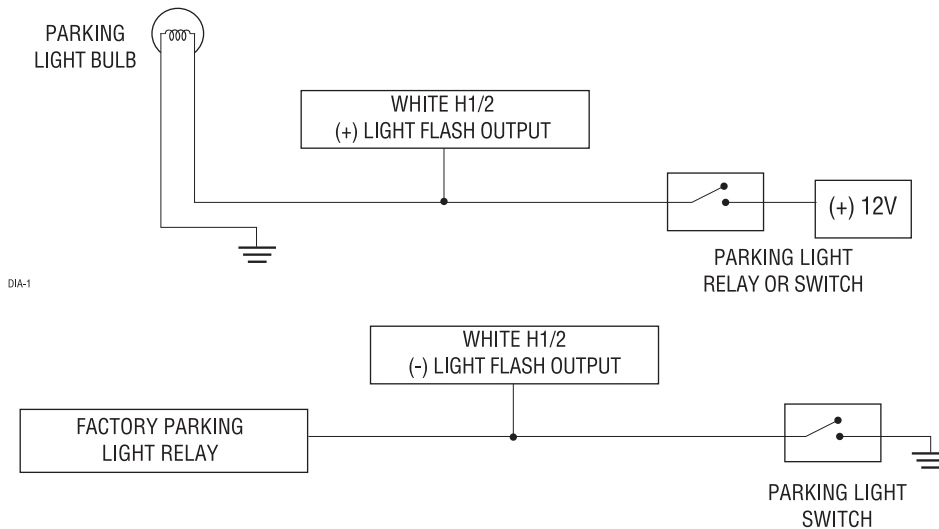 PARKING
LIGHT BULB
WHITE H1/2
(+) LIGHT FLASH OUTPUT
(+) 12V
PARKING LIGHT
RELAY OR SWITCH
DIA-1
WHITE H1/2
(-) LIGHT FLASH OUTPUT
FACTORY PARKING
LIGHT RELAY
PARKING LIGHT
SWITCH